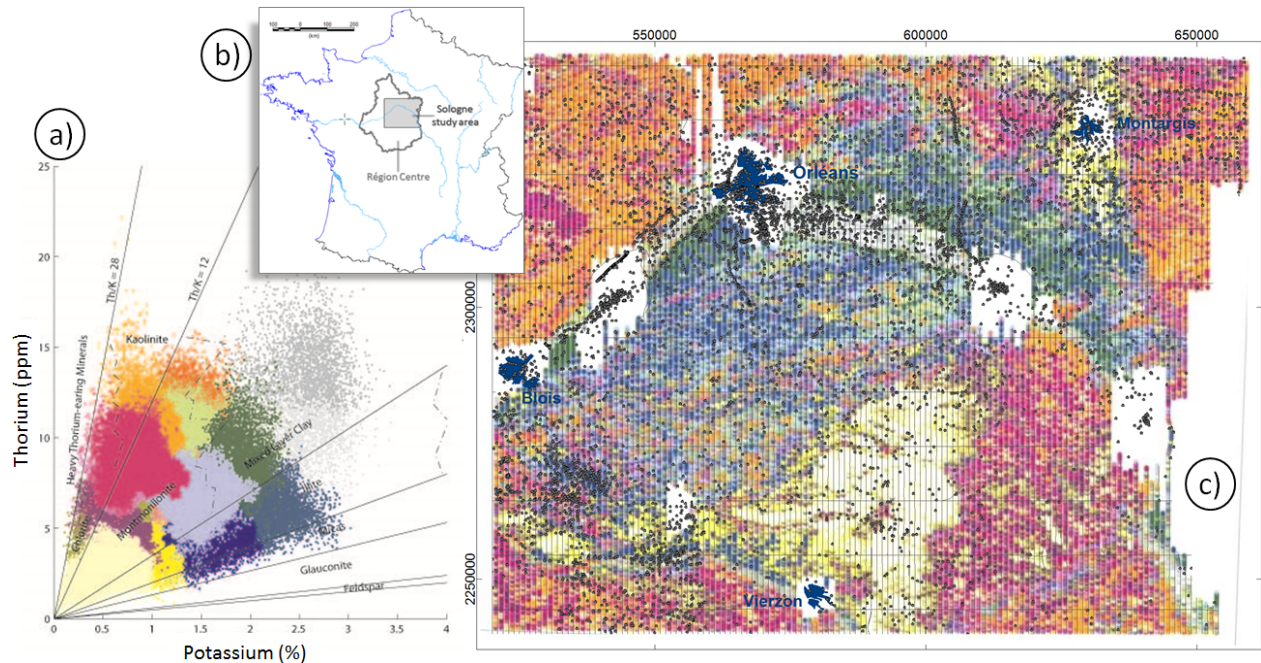 a)
25
20
15
10
5
0
Thorium (ppm)
0
0.5
1
1.5
2
2.5
3
3.5
4
Potassium (%)
Th/K = 28
Th/K = 12
Heavy Thorium-earing Minerals
Kaolinite
Montmorillonite
Mixed Layer Clay
Micas
Glauconite
Feldspar
b)
100 0 100 200
(km)
Sologne
study area
Région Centre
c)
550000
600000
650000
2300000
2250000
Montargis
Orléans
Blois
Vierzon